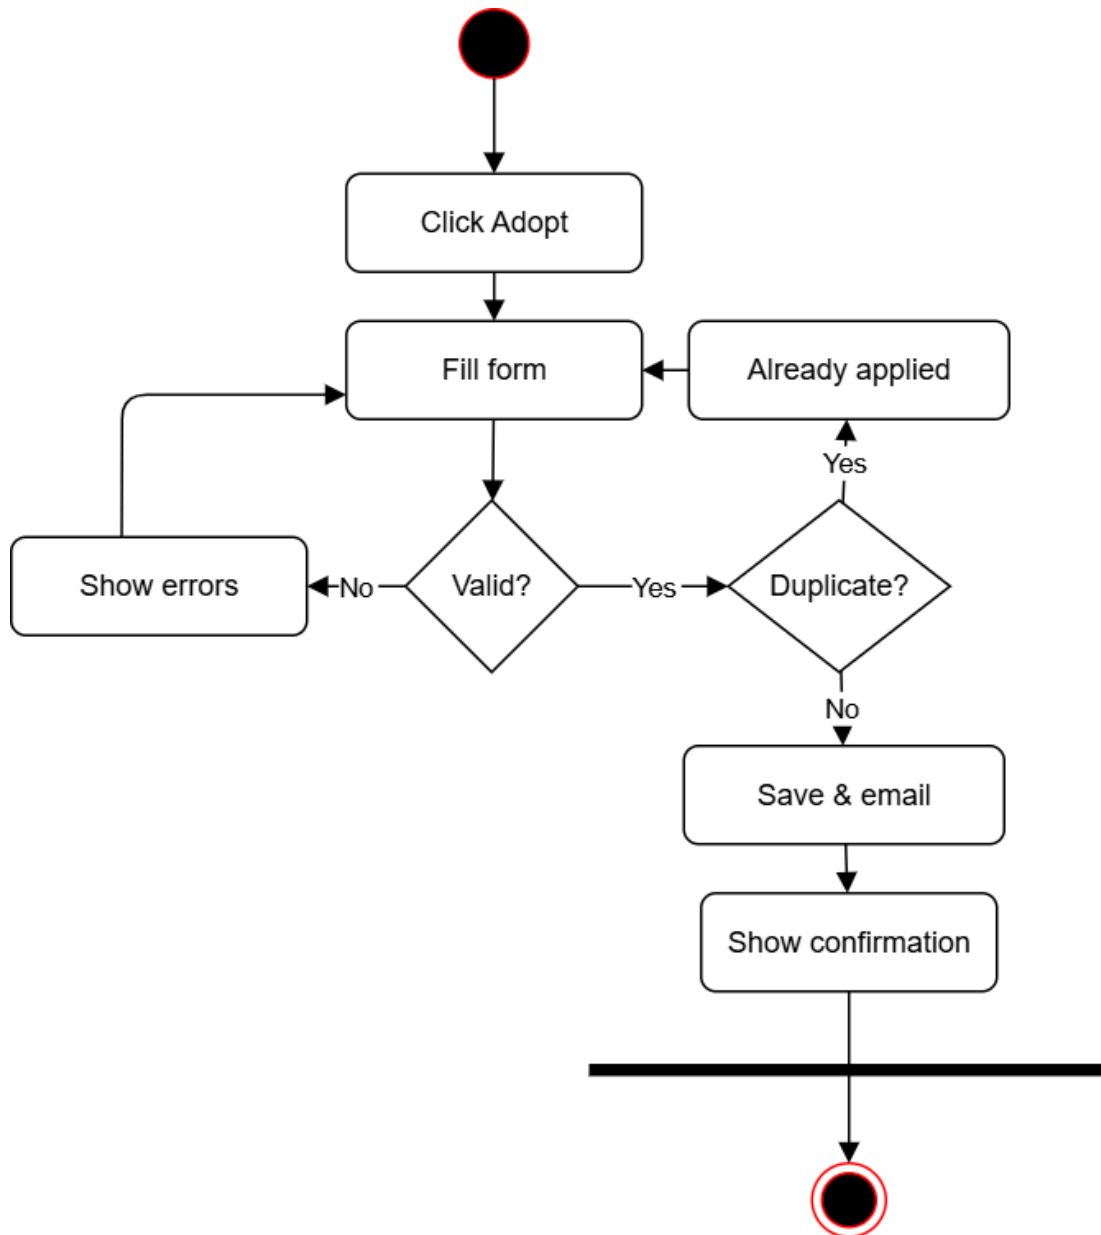 Click Adopt
Fill form
Already applied
Yes
Show errors
No
Valid?
Yes
Duplicate?
No
Save & email
Show confirmation